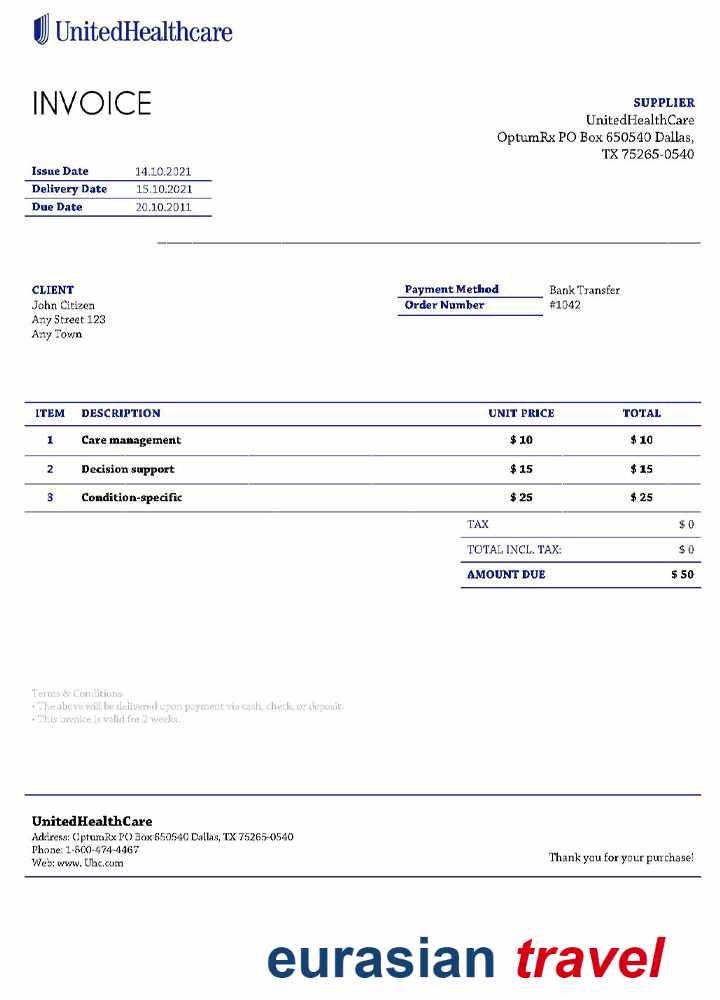 UnitedHealthcare
INVOICE
SUPPLIER
UnitedHealthCare
OptumRx PO Box 650540 Dallas,
TX 75265-0540
Issue Date 14.10.2021
Delivery Date 15.10.2021
Due Date 20.10.2011
CLIENT
John Citizen
Any Street 123
Any Town
Payment Method Bank Transfer
Order Number #1042
ITEM DESCRIPTION UNIT PRICE TOTAL
1 Care management $ 10 $ 10
2 Decision support $ 15 $ 15
3 Condition-specific $ 25 $ 25
TAX $ 0
TOTAL INCL. TAX: $ 0
AMOUNT DUE $ 50
Terms & Conditions
• The above will be delivered upon payment via cash, check, or deposit.
• This invoice is valid for 2 weeks.
UnitedHealthCare
Address: OptumRx PO Box 650540 Dallas, TX 75265-0540
Phone: 1-800-474-4467
Web: www. Uhc.com
Thank you for your purchase!
eurasian travel